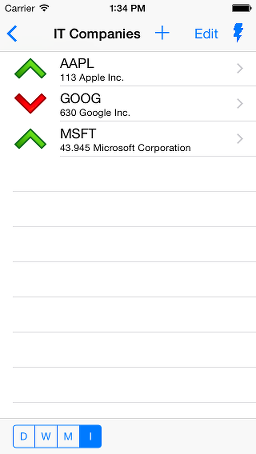 Carrier 1:34 PM
IT Companies + Edit
AAPL
113 Apple Inc.
GOOG
630 Google Inc.
MSFT
43.945 Microsoft Corporation
D W M I